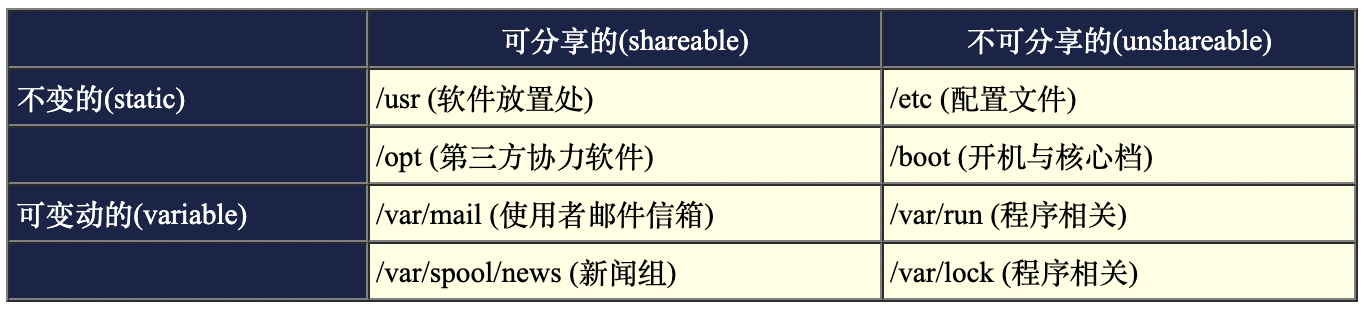 可分享的(shareable) 不可分享的(unshareable)
不变的(static) /usr (软件放置处) /etc (配置文件)
/opt (第三方协力软件) /boot (开机与核心档)
可变动的(variable) /var/mail (使用者邮件信箱) /var/run (程序相关)
/var/spool/news (新闻组) /var/lock (程序相关)